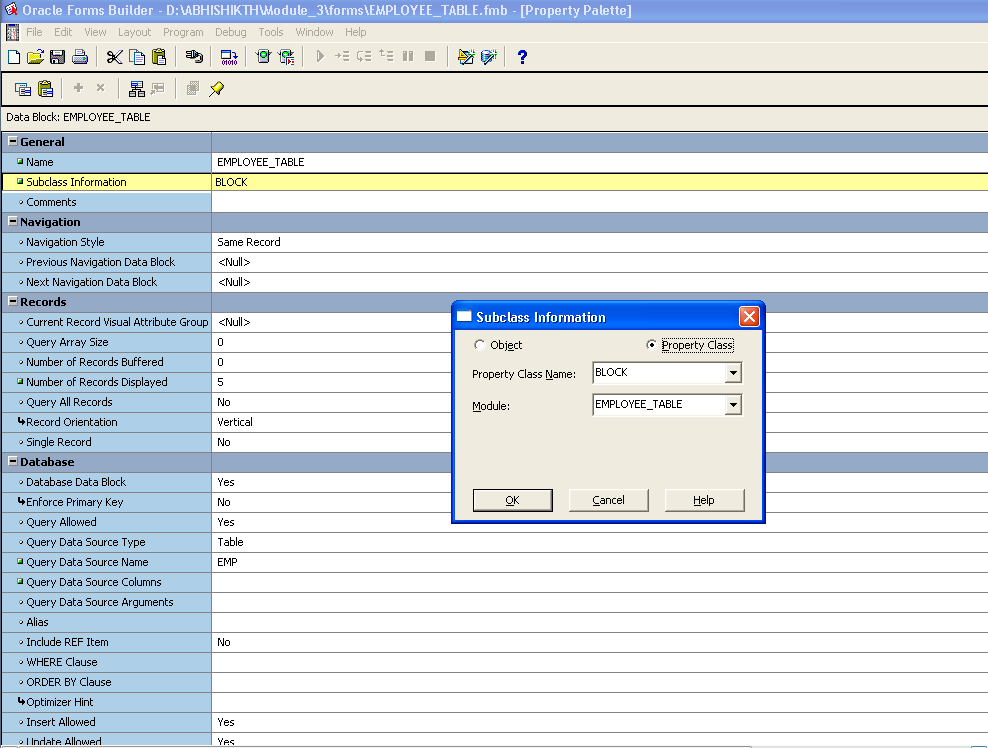 Oracle Forms Builder - D:\ABHISHIKTH\Module_3\forms\EMPLOYEE_TABLE.fmb - [Property Palette]
File Edit View Layout Program Debug Tools Window Help
Data Block: EMPLOYEE_TABLE
General
Name EMPLOYEE_TABLE
Subclass Information BLOCK
Comments
Navigation
Navigation Style Same Record
Previous Navigation Data Block <Null>
Next Navigation Data Block <Null>
Records
Current Record Visual Attribute Group <Null>
Query Array Size 0
Number of Records Buffered 0
Number of Records Displayed 5
Query All Records No
Record Orientation Vertical
Single Record No
Database
Database Data Block Yes
Enforce Primary Key No
Query Allowed Yes
Query Data Source Type Table
Query Data Source Name EMP
Query Data Source Columns
Query Data Source Arguments
Alias
Include REF Item No
WHERE Clause
ORDER BY Clause
Optimizer Hint
Insert Allowed Yes
Update Allowed Yes
Subclass Information
Object Property Class
Property Class Name: BLOCK
Module: EMPLOYEE_TABLE
OK Cancel Help